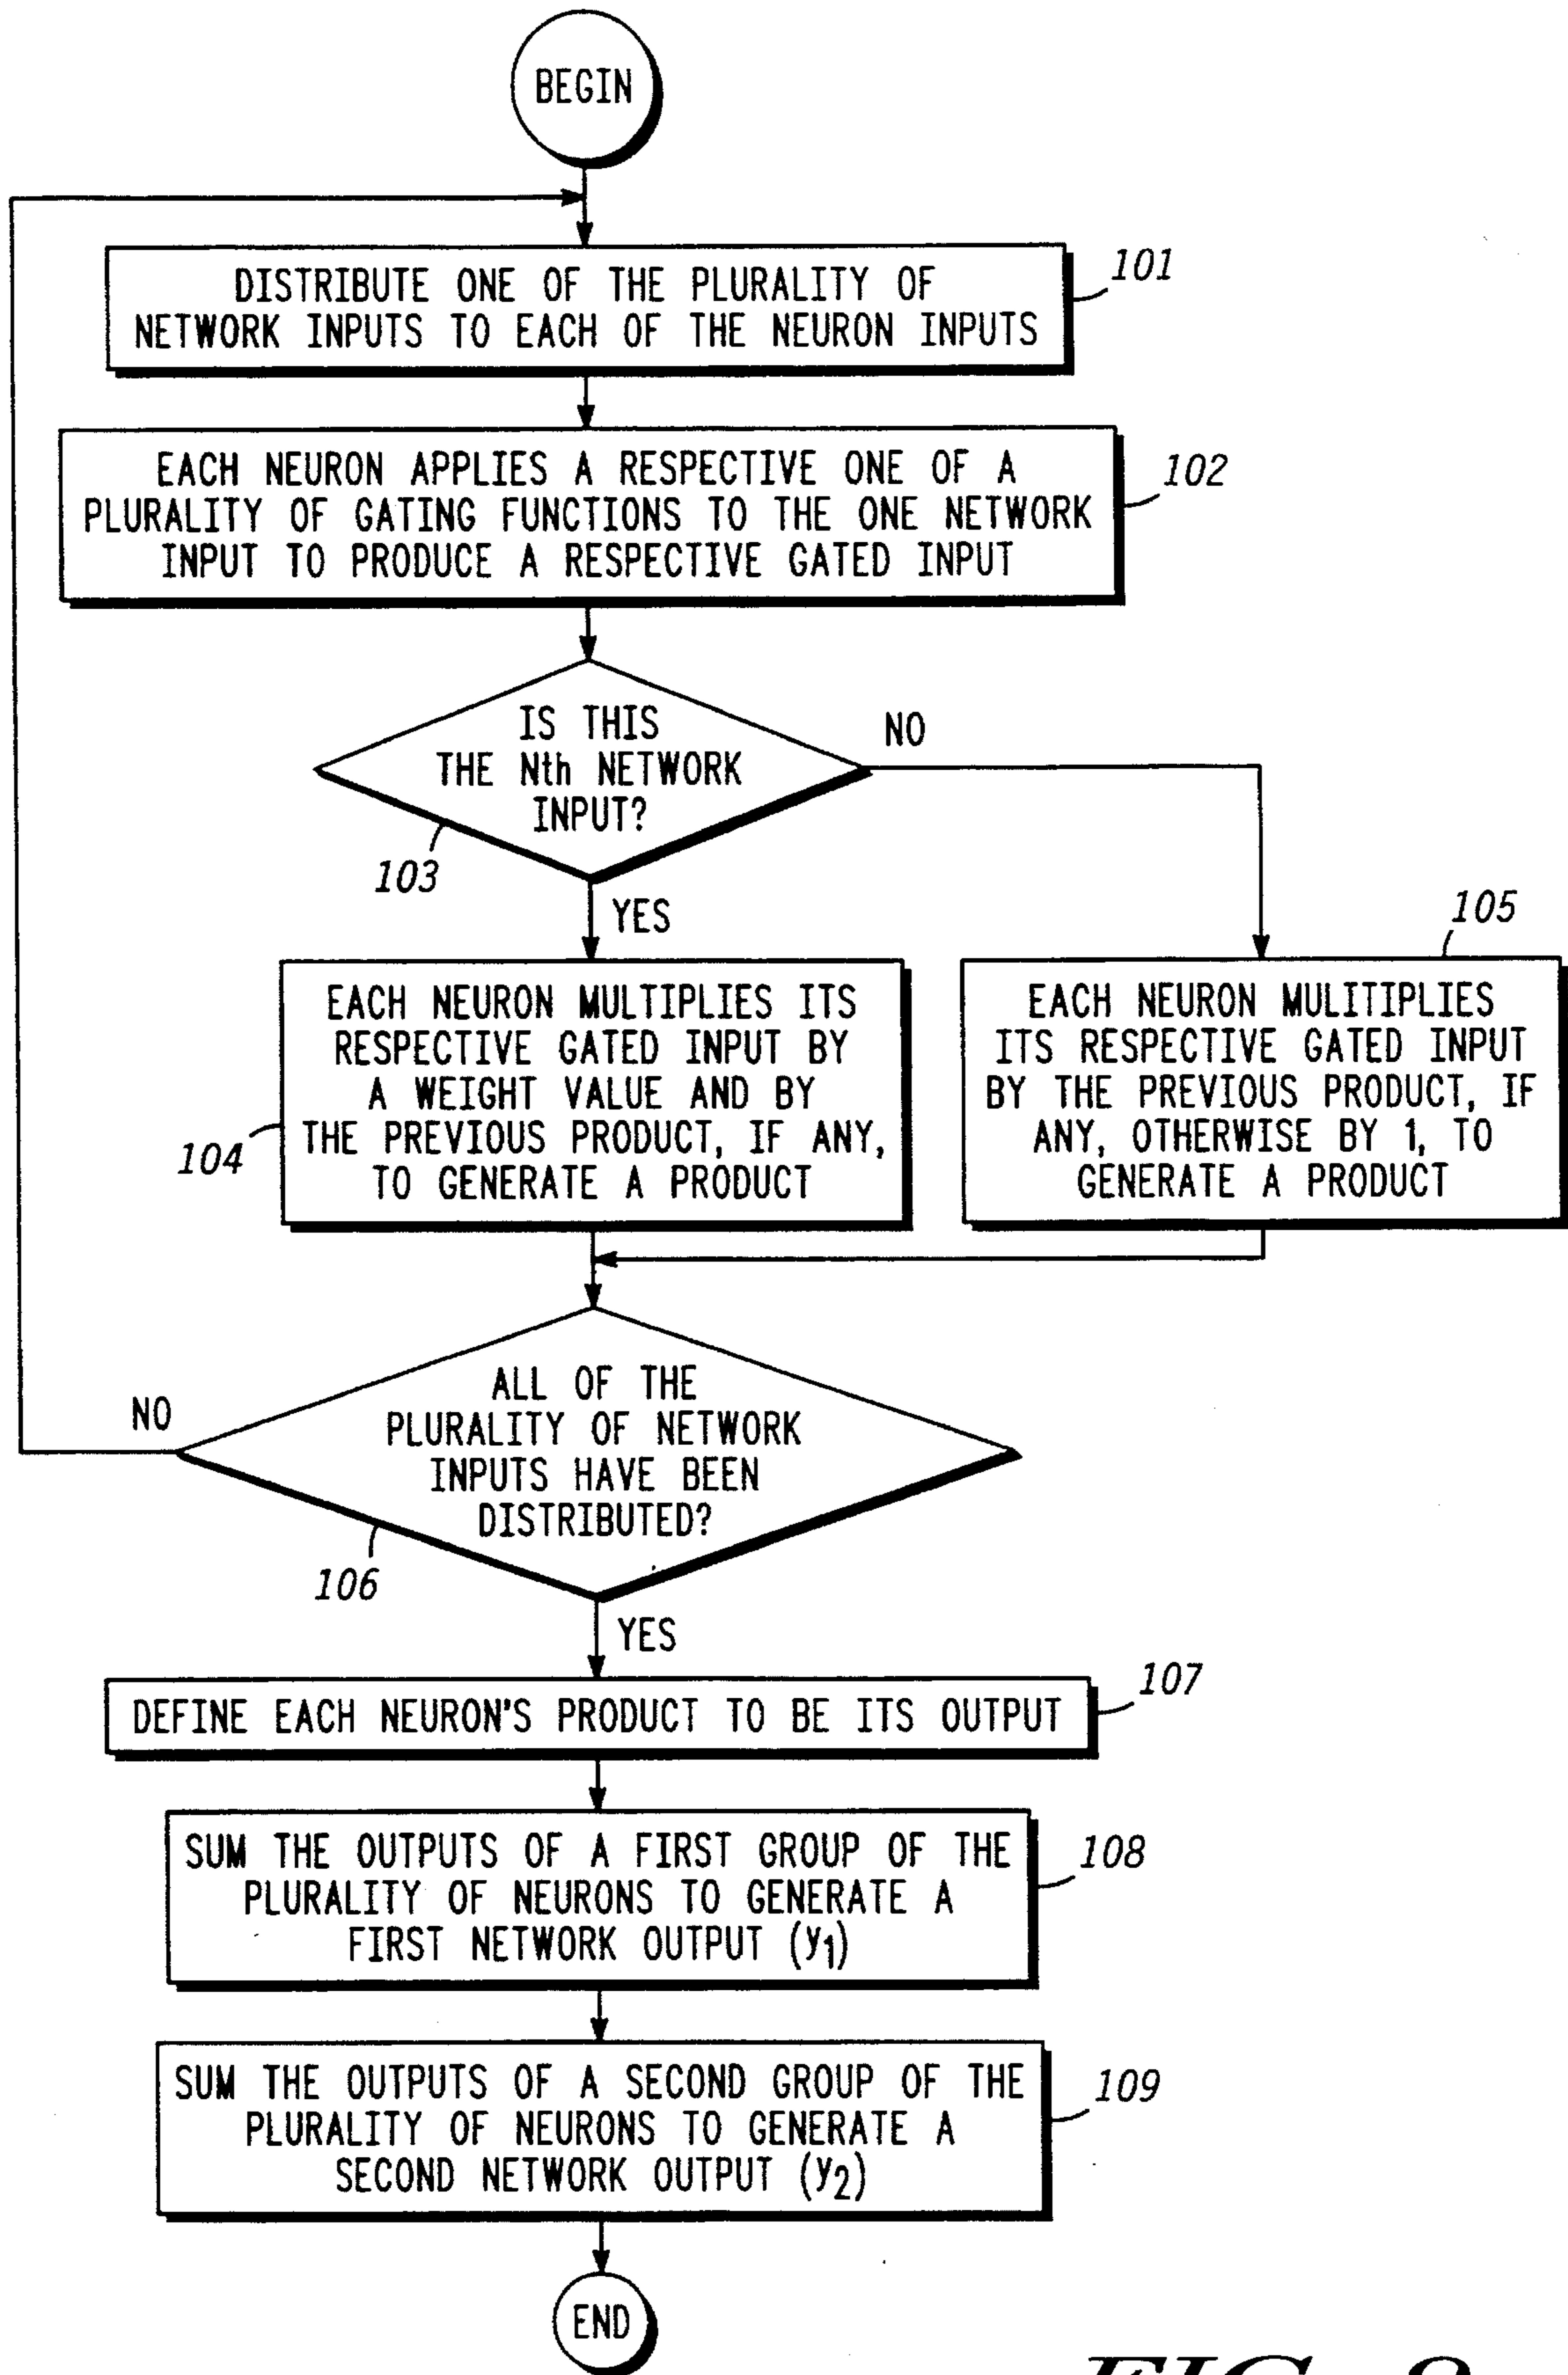 BEGIN
DISTRIBUTE ONE OF THE PLURALITY OF
NETWORK INPUTS TO EACH OF THE NEURON INPUTS
101
EACH NEURON APPLIES A RESPECTIVE ONE OF A
PLURALITY OF GATING FUNCTIONS TO THE ONE NETWORK
INPUT TO PRODUCE A RESPECTIVE GATED INPUT
102
IS THIS
THE Nth NETWORK
INPUT?
NO
103
YES
EACH NEURON MULTIPLIES ITS
RESPECTIVE GATED INPUT BY
A WEIGHT VALUE AND BY
THE PREVIOUS PRODUCT, IF ANY,
TO GENERATE A PRODUCT
104
105
EACH NEURON MULITIPLIES
ITS RESPECTIVE GATED INPUT
BY THE PREVIOUS PRODUCT, IF
ANY, OTHERWISE BY 1, TO
GENERATE A PRODUCT
ALL OF THE
PLURALITY OF NETWORK
INPUTS HAVE BEEN
DISTRIBUTED?
NO
106
YES
DEFINE EACH NEURON'S PRODUCT TO BE ITS OUTPUT
107
SUM THE OUTPUTS OF A FIRST GROUP OF THE
PLURALITY OF NEURONS TO GENERATE A
FIRST NETWORK OUTPUT (y1)
108
SUM THE OUTPUTS OF A SECOND GROUP OF THE
PLURALITY OF NEURONS TO GENERATE A
SECOND NETWORK OUTPUT (y2)
109
END